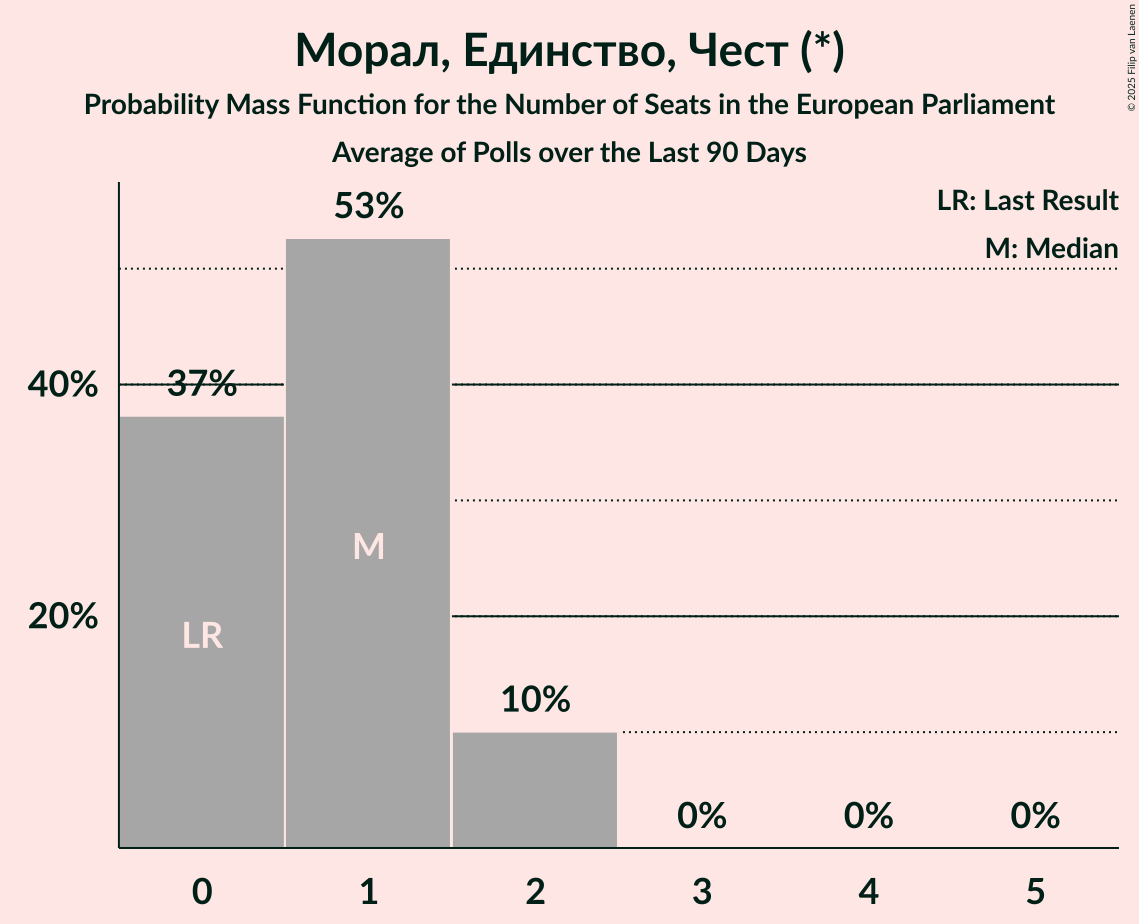 Морал, Единство, Чест (*)
Probability Mass Function for the Number of Seats in the European Parliament
Average of Polls over the Last 90 Days
© 2025 Filip van Laenen
LR: Last Result
M: Median
53%
40%
37%
M
20%
LR
10%
0%
0%
0%
0
1
2
3
4
5